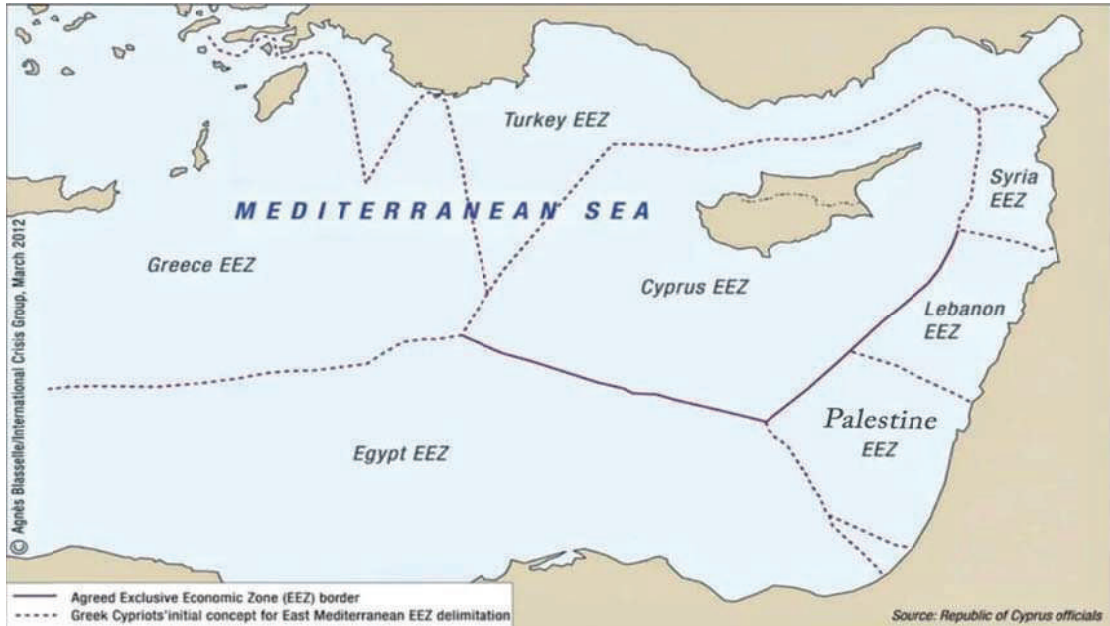 Turkey EEZ
Syria
EEZ
MEDITERRANEAN SEA
Greece EEZ
Cyprus EEZ
Lebanon
EEZ
Palestine
EEZ
Egypt EEZ
© Agnès Blasselle/International Crisis Group, March 2012
Agreed Exclusive Economic Zone (EEZ) border
Greek Cypriots'initial concept for East Mediterranean EEZ delimitation
Source: Republic of Cyprus officials